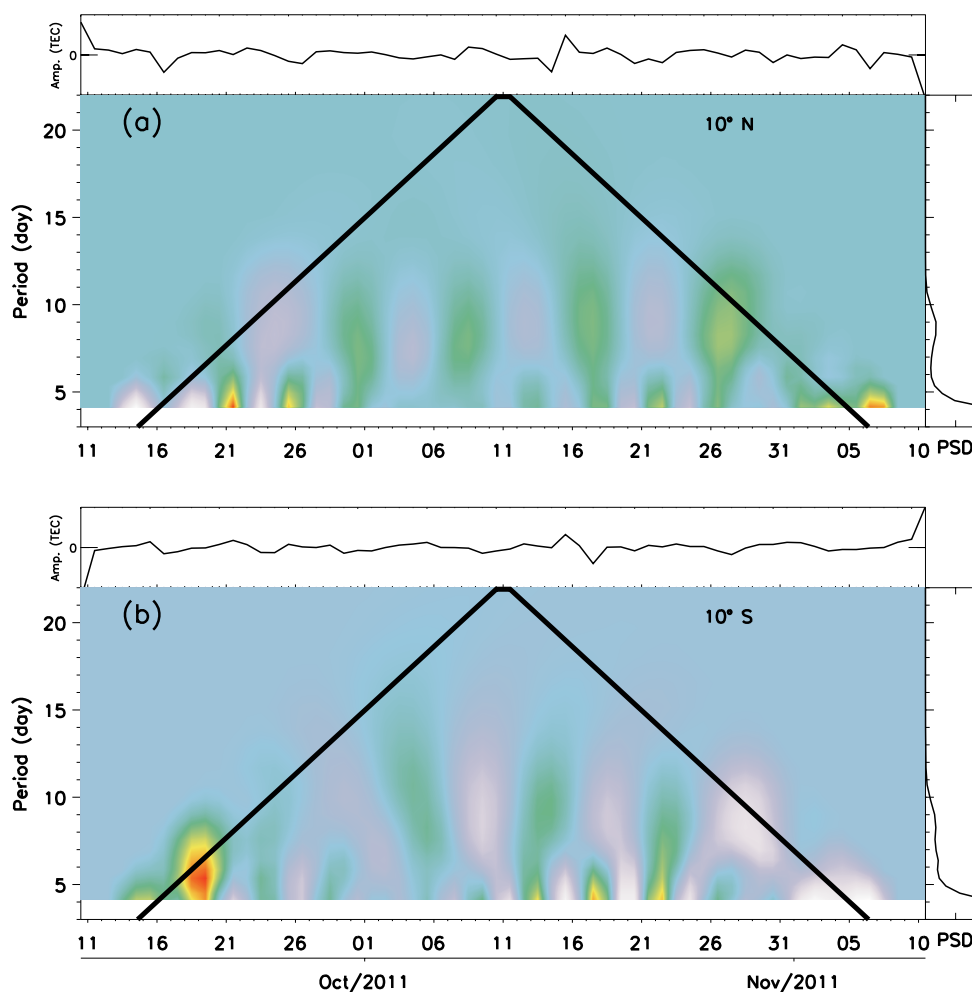 Amp. (TEC)
0
(a)
10° N
Period (day)
20
15
10
5
11 16 21 26 01 06 11 16 21 26 31 05 10 PSD
Amp. (TEC)
0
(b)
10° S
Period (day)
20
15
10
5
11 16 21 26 01 06 11 16 21 26 31 05 10 PSD
Oct/2011 Nov/2011